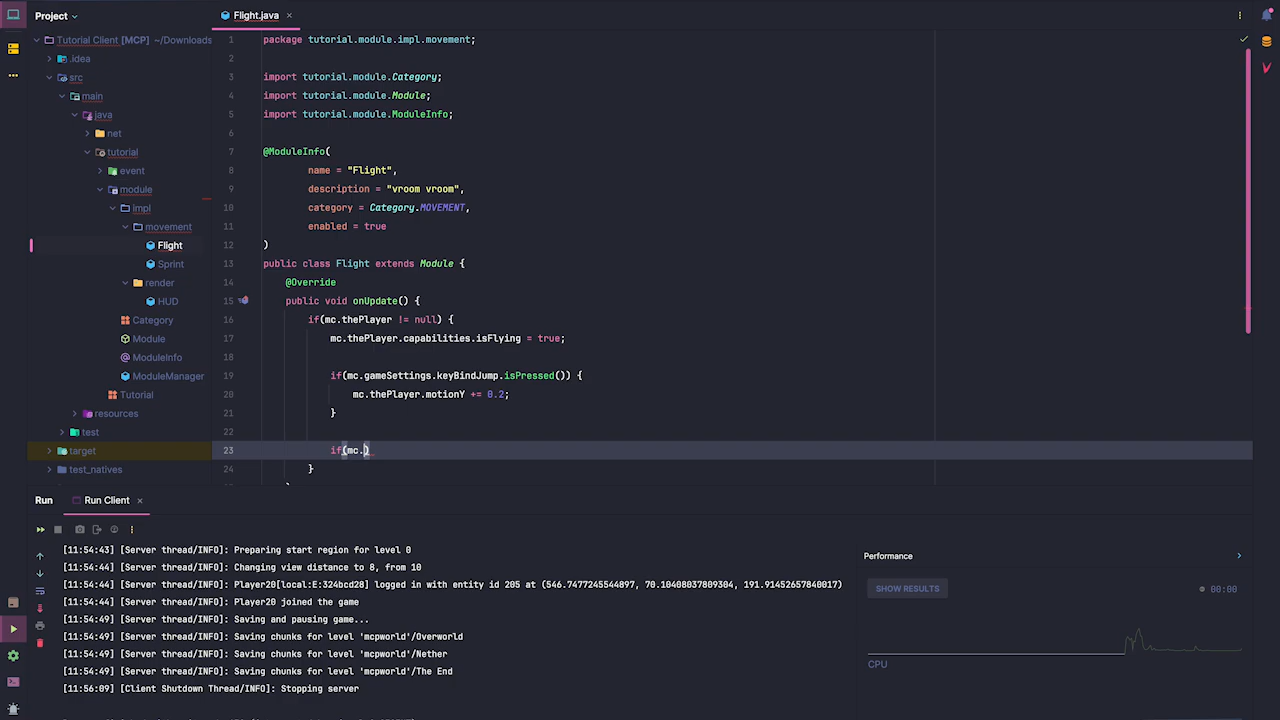 Project
Flight.java
Tutorial Client [MCP] ~/Downloads
.idea
src
main
java
net
tutorial
event
module
impl
movement
Flight
Sprint
render
HUD
Category
Module
ModuleInfo
ModuleManager
Tutorial
resources
test
target
test_natives
1 package tutorial.module.impl.movement;
2
3 import tutorial.module.Category;
4 import tutorial.module.Module;
5 import tutorial.module.ModuleInfo;
6
7 @ModuleInfo(
8 name = "Flight",
9 description = "vroom vroom",
10 category = Category.MOVEMENT,
11 enabled = true
12 )
13 public class Flight extends Module {
14 @Override
15 public void onUpdate() {
16 if(mc.thePlayer != null) {
17 mc.thePlayer.capabilities.isFlying = true;
18
19 if(mc.gameSettings.keyBindJump.isPressed()) {
20 mc.thePlayer.motionY += 0.2;
21 }
22
23 if(mc.)
24 }
Run Run Client
[11:54:43] [Server thread/INFO]: Preparing start region for level 0
[11:54:44] [Server thread/INFO]: Changing view distance to 8, from 10
[11:54:44] [Server thread/INFO]: Player20[local:E:324bcd28] logged in with entity id 205 at (546.7477245544897, 70.10408037809304, 191.91452657840017)
[11:54:44] [Server thread/INFO]: Player20 joined the game
[11:54:49] [Server thread/INFO]: Saving and pausing game...
[11:54:49] [Server thread/INFO]: Saving chunks for level 'mcpworld'/Overworld
[11:54:49] [Server thread/INFO]: Saving chunks for level 'mcpworld'/Nether
[11:54:49] [Server thread/INFO]: Saving chunks for level 'mcpworld'/The End
[11:56:09] [Client Shutdown Thread/INFO]: Stopping server
Performance
SHOW RESULTS
00:00
CPU